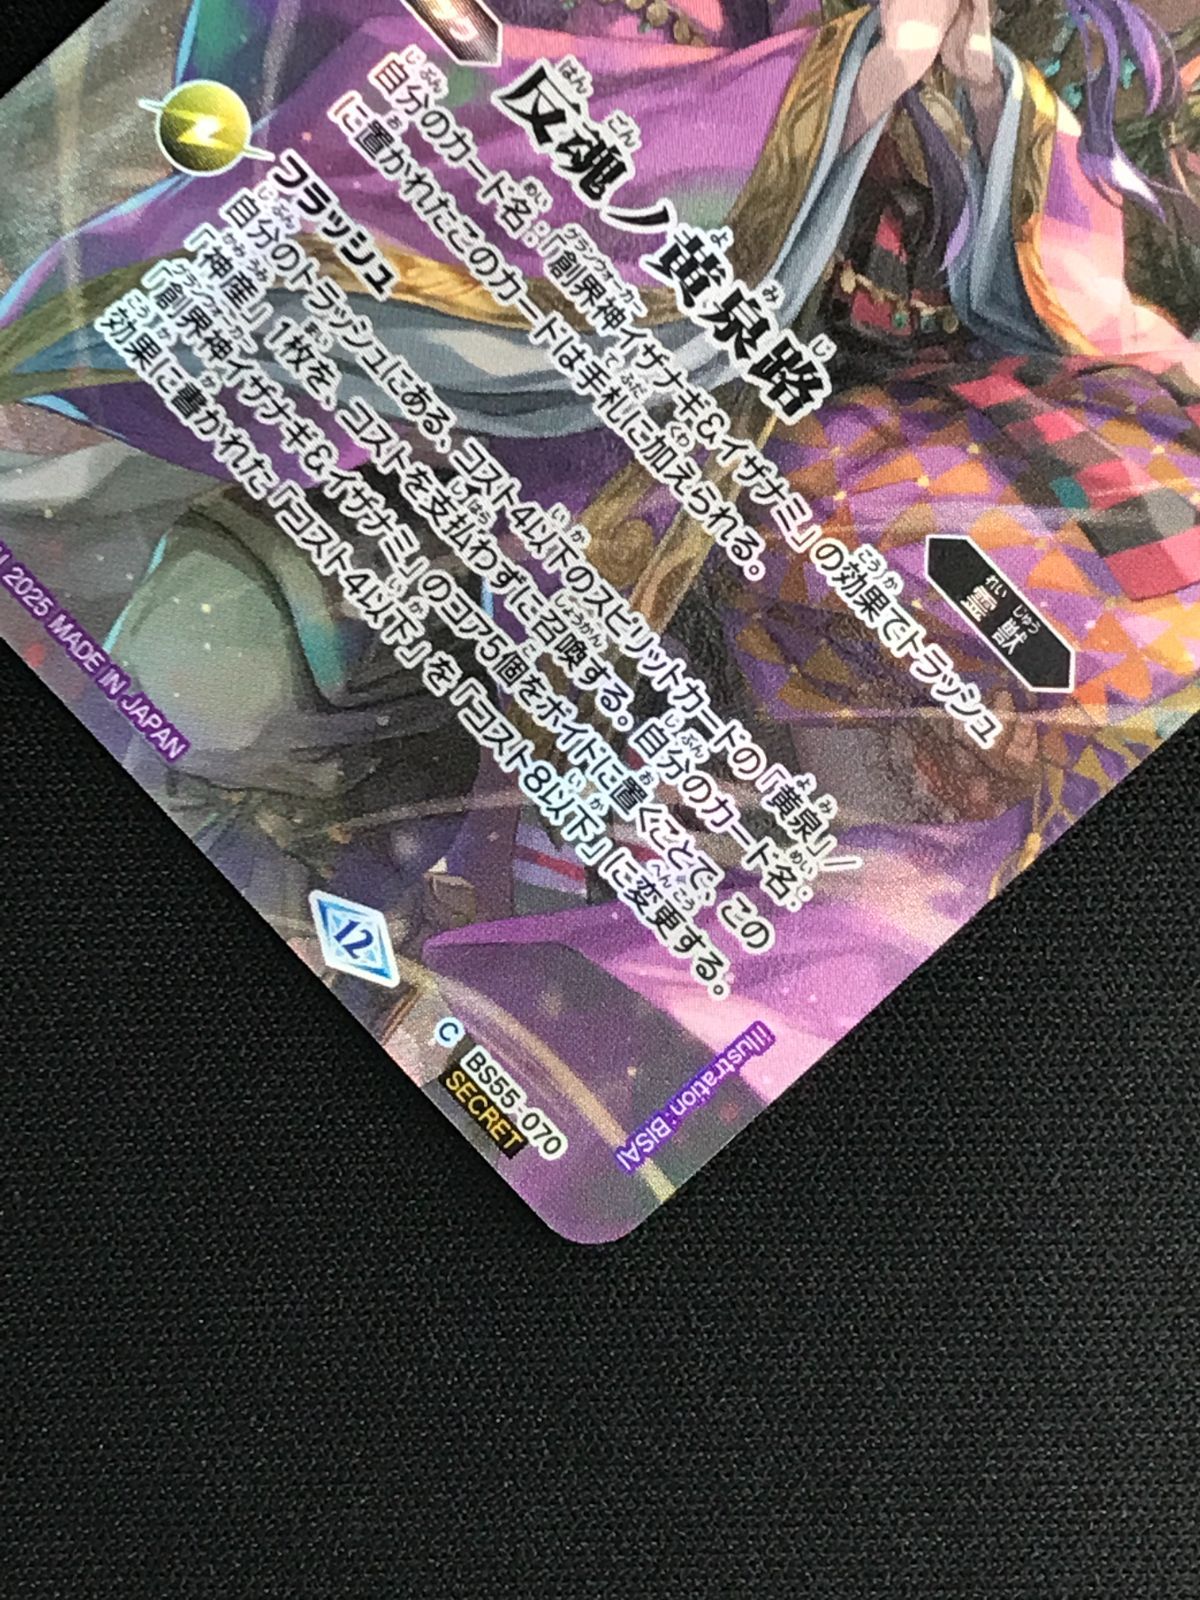 反魂ノ黄泉路
霊獣
自分のカード名:「創界神イザナギ&イザナミ」の効果でトラッシュ
に置かれたこのカードは手札に加えられる。
フラッシュ
自分のトラッシュにある、コスト4以下のスピリットカードの「黄泉」/
「神産」1枚を、コストを支払わずに召喚する。自分のカード名:
「創界神イザナギ&イザナミ」のコア5個をボイドに置くことで、この
効果に書かれた「コスト4以下」を「コスト8以下」に変更する。
2025 MADE IN JAPAN
12
C BS55-070
SECRET
Illustration:BISAI